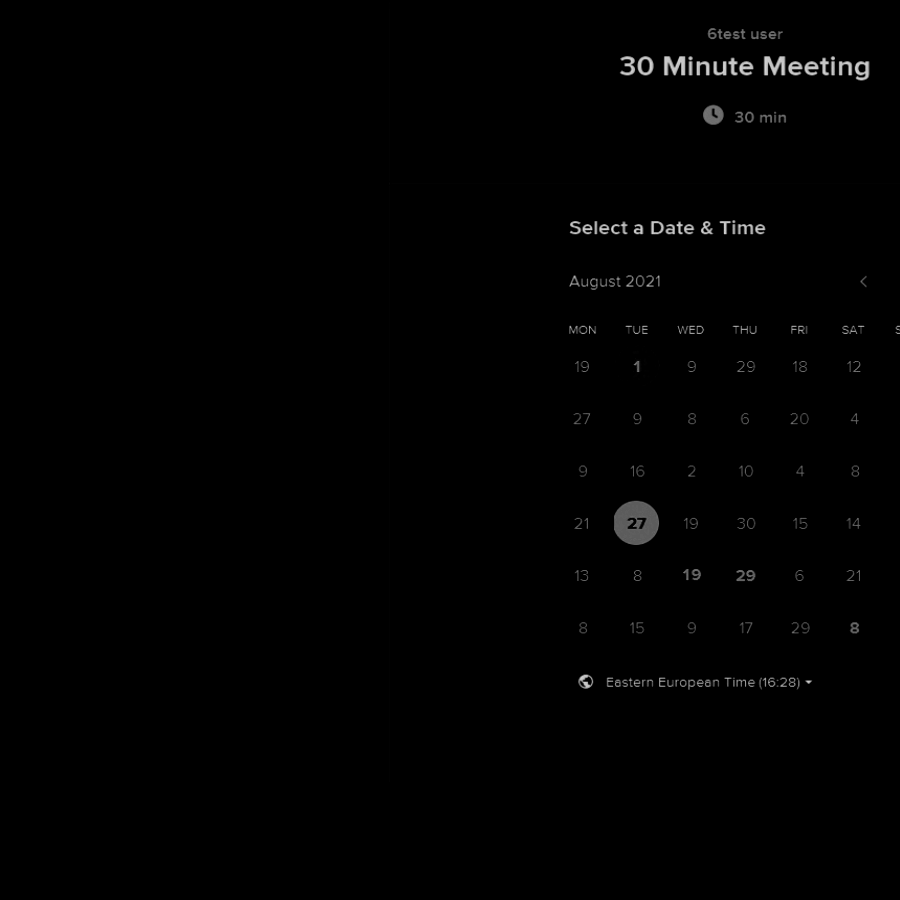 6test user
30 Minute Meeting
30 min
Select a Date & Time
August 2021
MON TUE WED THU FRI SAT S
19 1 9 29 18 12
27 9 8 6 20 4
9 16 2 10 4 8
21 27 19 30 15 14
13 8 19 29 6 21
8 15 9 17 29 8
Eastern European Time (16:28)